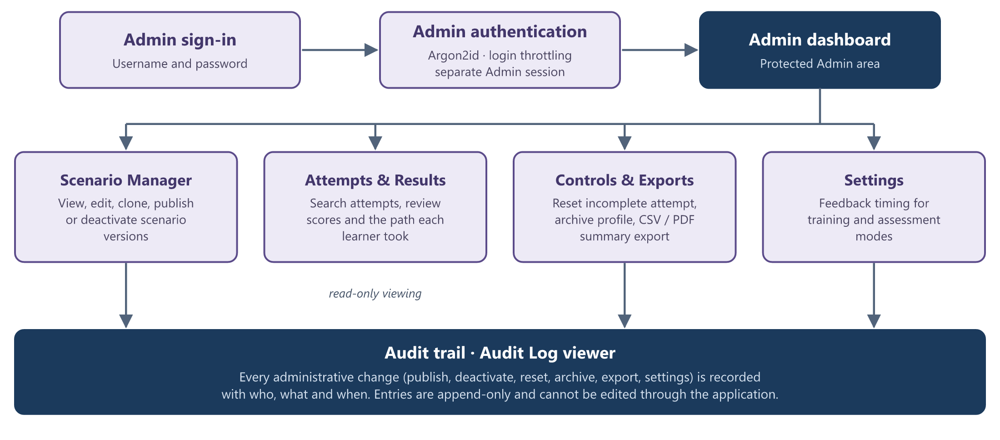 Admin sign-in
Username and password
Admin authentication
Argon2id · login throttling
separate Admin session
Admin dashboard
Protected Admin area
Scenario Manager
View, edit, clone, publish
or deactivate scenario
versions
Attempts & Results
Search attempts, review
scores and the path each
learner took
Controls & Exports
Reset incomplete attempt,
archive profile, CSV / PDF
summary export
Settings
Feedback timing for
training and assessment
modes
read-only viewing
Audit trail · Audit Log viewer
Every administrative change (publish, deactivate, reset, archive, export, settings) is recorded
with who, what and when. Entries are append-only and cannot be edited through the application.